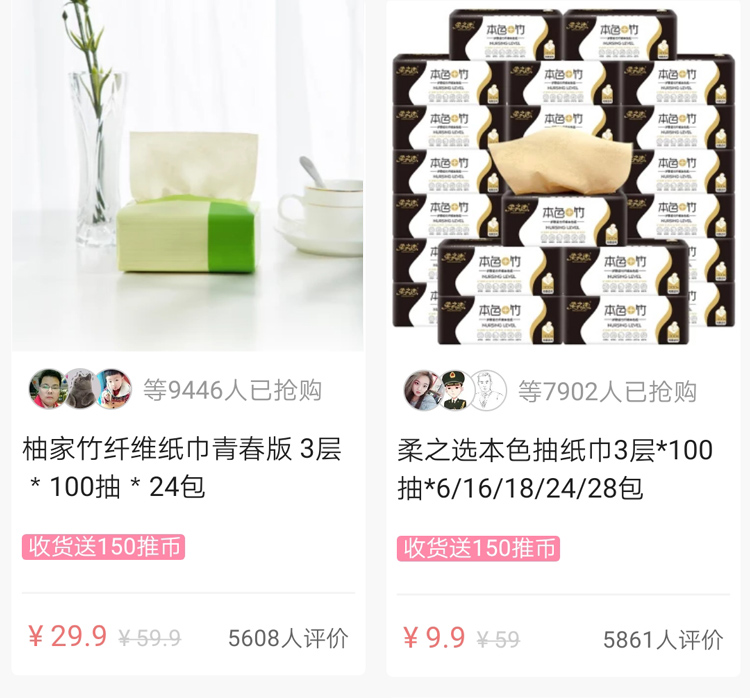 等9446人已抢购
柚家竹纤维纸巾青春版 3层
* 100抽 * 24包
收货送150推币
¥ 29.9 ¥ 59.9 5608人评价
柔之选
本色+竹
NURSING LEVEL
等7902人已抢购
柔之选本色抽纸巾3层*100
抽*6/16/18/24/28包
收货送150推币
¥ 9.9 ¥ 59 5861人评价